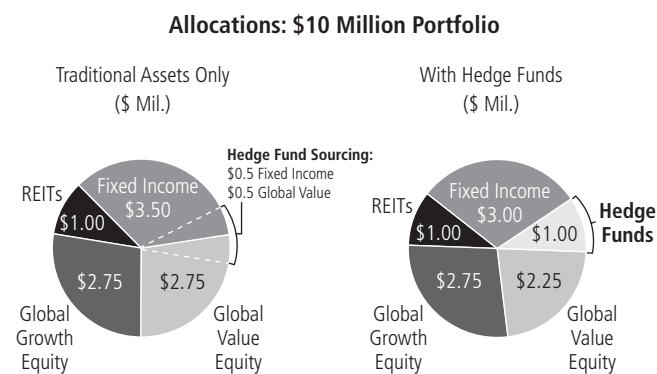 Allocations: $10 Million Portfolio
Traditional Assets Only
($ Mil.)
Hedge Fund Sourcing:
$0.5 Fixed Income
$0.5 Global Value
REITs
Fixed Income
$3.50
$1.00
$2.75
$2.75
Global
Growth
Equity
Global
Value
Equity
With Hedge Funds
($ Mil.)
REITs
Fixed Income
$3.00
Hedge
Funds
$1.00
$1.00
$2.75
$2.25
Global
Growth
Equity
Global
Value
Equity